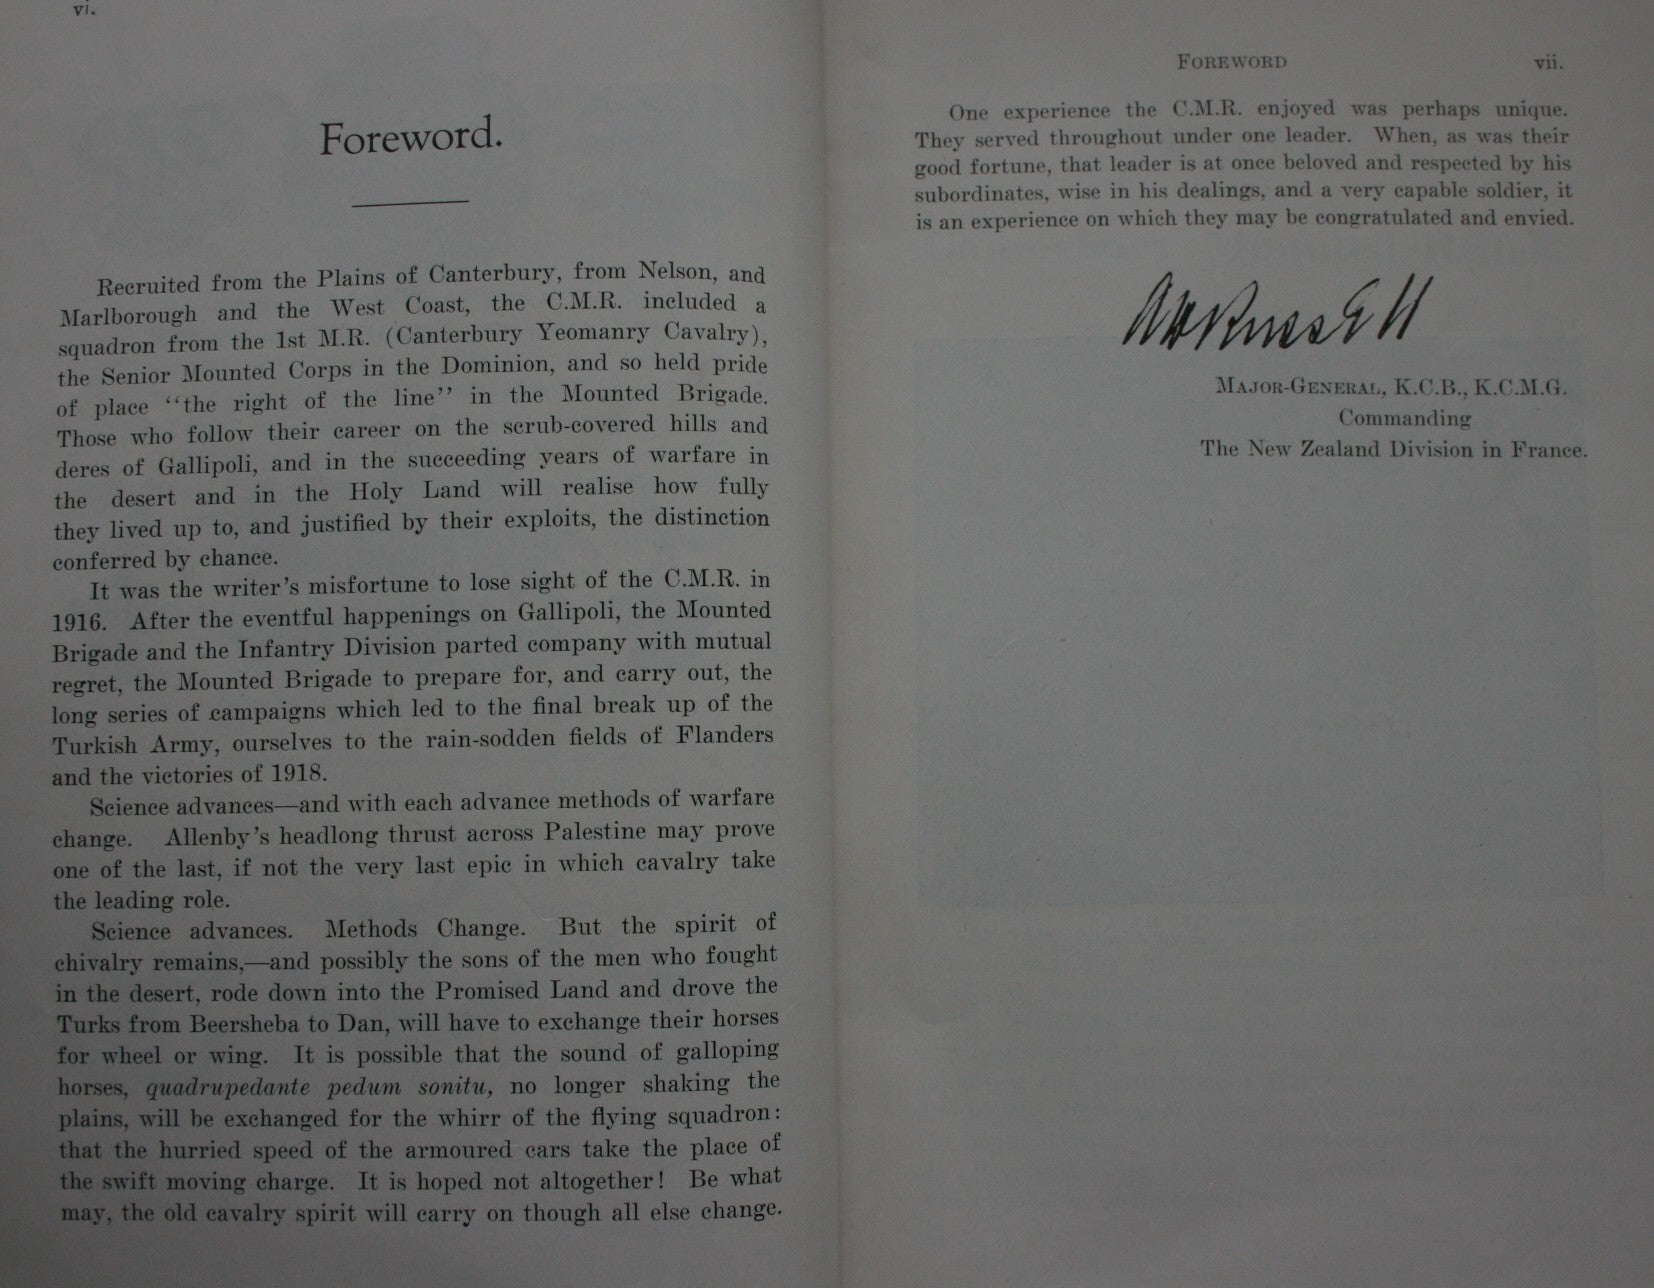 vi.
Foreword.
Recruited from the Plains of Canterbury, from Nelson, and
Marlborough and the West Coast, the C.M.R. included a
squadron from the 1st M.R. (Canterbury Yeomanry Cavalry),
the Senior Mounted Corps in the Dominion, and so held pride
of place "the right of the line" in the Mounted Brigade.
Those who follow their career on the scrub-covered hills and
deres of Gallipoli, and in the succeeding years of warfare in
the desert and in the Holy Land will realise how fully
they lived up to, and justified by their exploits, the distinction
conferred by chance.
It was the writer's misfortune to lose sight of the C.M.R. in
1916. After the eventful happenings on Gallipoli, the Mounted
Brigade and the Infantry Division parted company with mutual
regret, the Mounted Brigade to prepare for, and carry out, the
long series of campaigns which led to the final break up of the
Turkish Army, ourselves to the rain-sodden fields of Flanders
and the victories of 1918.
Science advances—and with each advance methods of warfare
change. Allenby's headlong thrust across Palestine may prove
one of the last, if not the very last epic in which cavalry take
the leading role.
Science advances. Methods Change. But the spirit of
chivalry remains,—and possibly the sons of the men who fought
in the desert, rode down into the Promised Land and drove the
Turks from Beersheba to Dan, will have to exchange their horses
for wheel or wing. It is possible that the sound of galloping
horses, quadrupedante pedum sonitu, no longer shaking the
plains, will be exchanged for the whirr of the flying squadron:
that the hurried speed of the armoured cars take the place of
the swift moving charge. It is hoped not altogether! Be what
may, the old cavalry spirit will carry on though all else change.
FOREWORD vii.
One experience the C.M.R. enjoyed was perhaps unique.
They served throughout under one leader. When, as was their
good fortune, that leader is at once beloved and respected by his
subordinates, wise in his dealings, and a very capable soldier, it
is an experience on which they may be congratulated and envied.
AHRussell
MAJOR-GENERAL, K.C.B., K.C.M.G.
Commanding
The New Zealand Division in France.